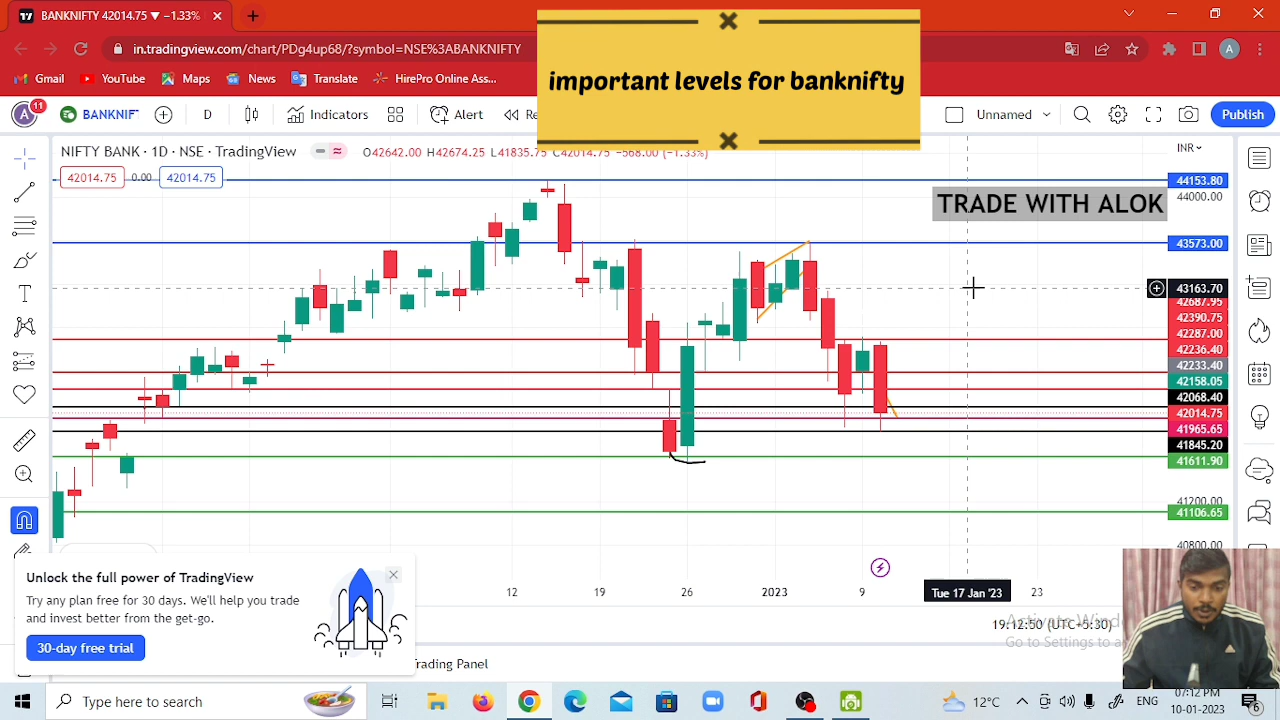 BANKNIFTY 42014.75 −1.33%
in.tradingview.com/chart/?symbol=NSE%3ABANKNIFTY
Gmail
YouTube
Maps
News
Translate
HirePro Online Ass...
important levels for banknifty
11
BANKNIF
D
Indicators
Alert
Unnamed
Publish
NIFTY BANK · 1D · NSE · TradingView
O42642.00 H42674.25 L41835.75 C42014.75 −568.00 (−1.33%)
INR
42014.75
0.00
42014.75
TRADE WITH ALOK
44153.80
44000.00
43573.00
43163.70
42687.95
42390.75
42287.00
42236.40
42233.40
42158.05
42068.40
42014.75
41965.65
41845.20
41611.90
41200.00
41106.65
40800.00
12
19
26
2023
9
Tue 17 Jan '23
23
Unlock the full power of TradingView
Try any plan free for 30 days. We'll help you trade
and invest better from the get-go.
30-day free trial
19:12:50 (UTC+5:30)
Trading Panel
Type here to search
12°C
07:12 PM
10-01-2023
6